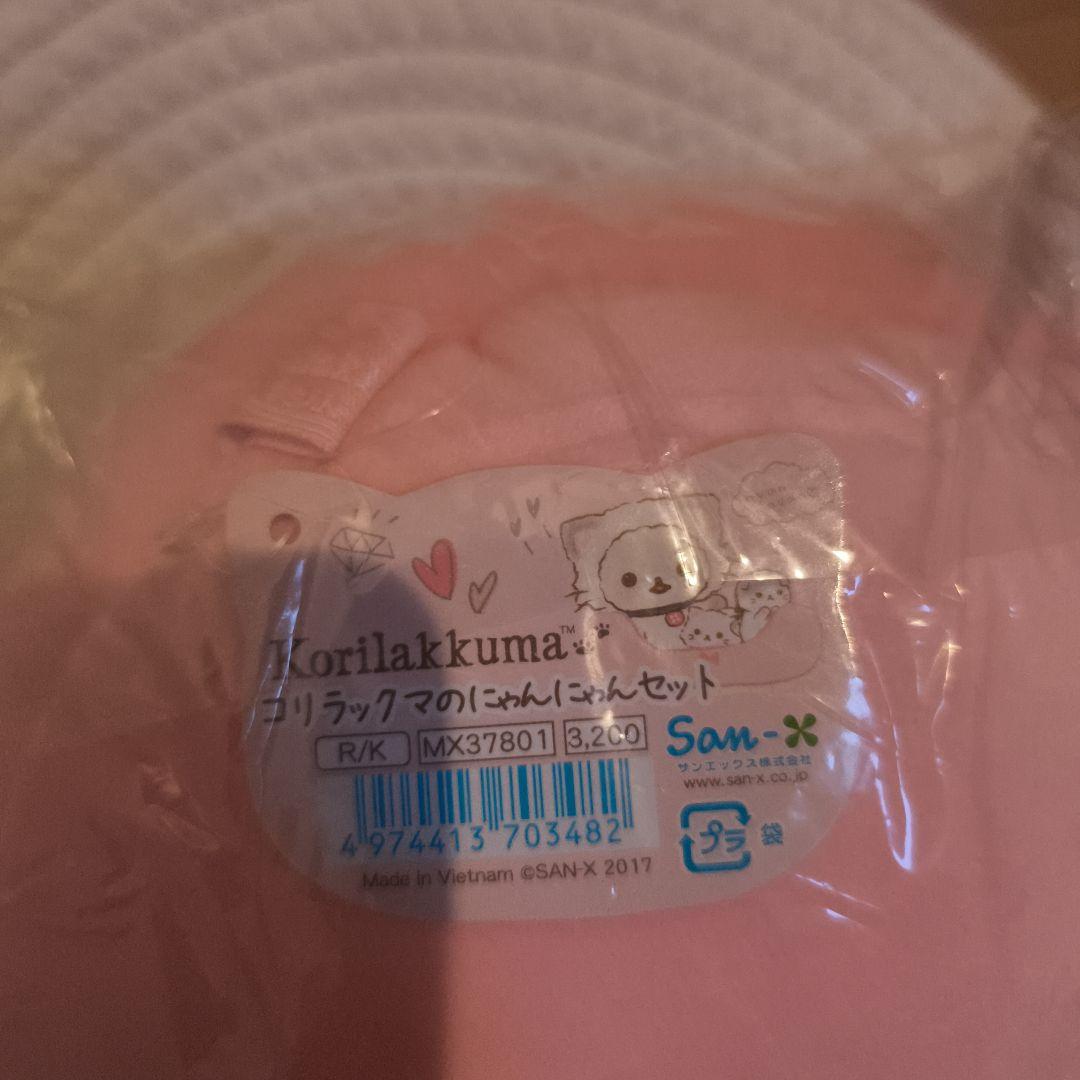 Korilakkuma™
コリラックマのにゃんにゃんセット
R/K MX37801 3,200
San-X
サンエックス株式会社
www.san-x.co.jp
4 974413 703482
プラ 袋
Made in Vietnam ©SAN-X 2017